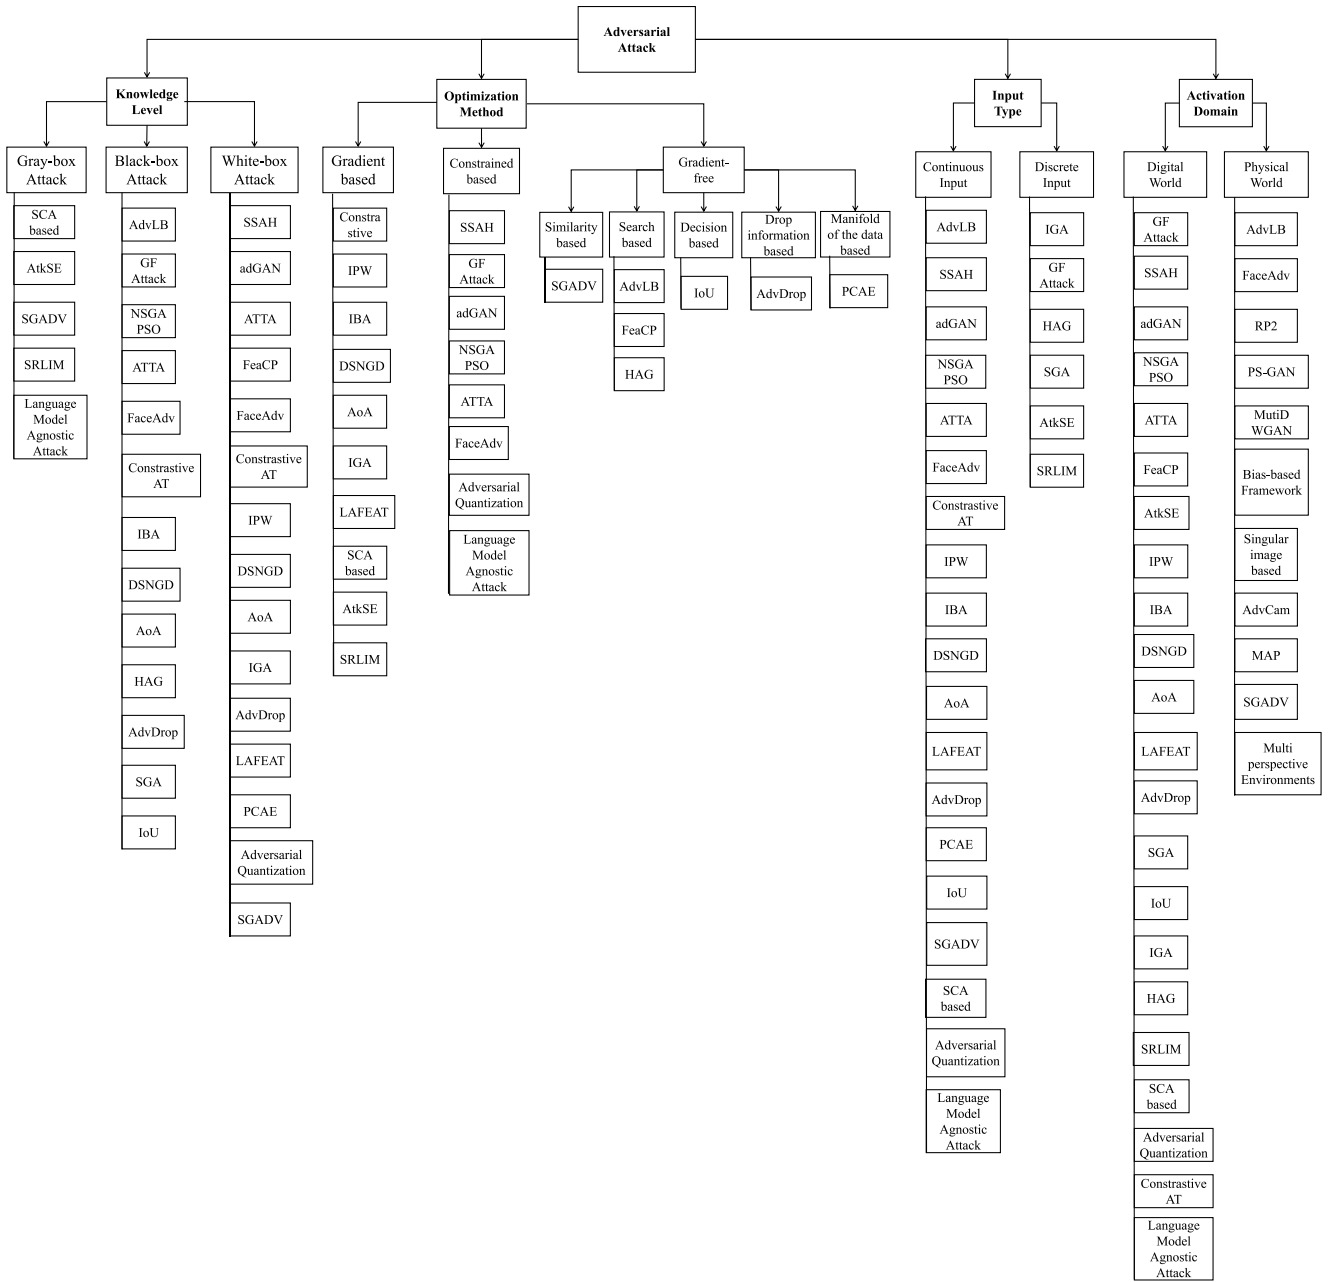 Adversarial
Attack
Knowledge
Level
Optimization
Method
Input
Type
Activation
Domain
Gray-box
Attack
Black-box
Attack
White-box
Attack
Gradient
based
Constrained
based
Gradient-
free
Continuous
Input
Discrete
Input
Digital
World
Physical
World
Similarity
based
Search
based
Decision
based
Drop
information
based
Manifold
of the data
based
SCA
based
AtkSE
SGADV
SRLIM
Language
Model
Agnostic
Attack
AdvLB
GF
Attack
NSGA
PSO
ATTA
FaceAdv
Constrastive
AT
IBA
DSNGD
AoA
HAG
AdvDrop
SGA
IoU
SSAH
adGAN
ATTA
FeaCP
FaceAdv
Constrastive
AT
IPW
DSNGD
AoA
IGA
AdvDrop
LAFEAT
PCAE
Adversarial
Quantization
SGADV
Constra
stive
IPW
IBA
DSNGD
AoA
IGA
LAFEAT
SCA
based
AtkSE
SRLIM
SSAH
GF
Attack
adGAN
NSGA
PSO
ATTA
FaceAdv
Adversarial
Quantization
Language
Model
Agnostic
Attack
SGADV
AdvLB
FeaCP
HAG
IoU
AdvDrop
PCAE
AdvLB
SSAH
adGAN
NSGA
PSO
ATTA
FaceAdv
Constrastive
AT
IPW
IBA
DSNGD
AoA
LAFEAT
AdvDrop
PCAE
IoU
SGADV
SCA
based
Adversarial
Quantization
Language
Model
Agnostic
Attack
IGA
GF
Attack
HAG
SGA
AtkSE
SRLIM
GF
Attack
SSAH
adGAN
NSGA
PSO
ATTA
FeaCP
AtkSE
IPW
IBA
DSNGD
AoA
LAFEAT
AdvDrop
SGA
IoU
IGA
HAG
SRLIM
SCA
based
Adversarial
Quantization
Constrastive
AT
Language
Model
Agnostic
Attack
AdvLB
FaceAdv
RP2
PS-GAN
MutiD
WGAN
Bias-based
Framework
Singular
image
based
AdvCam
MAP
SGADV
Multi
perspective
Environments